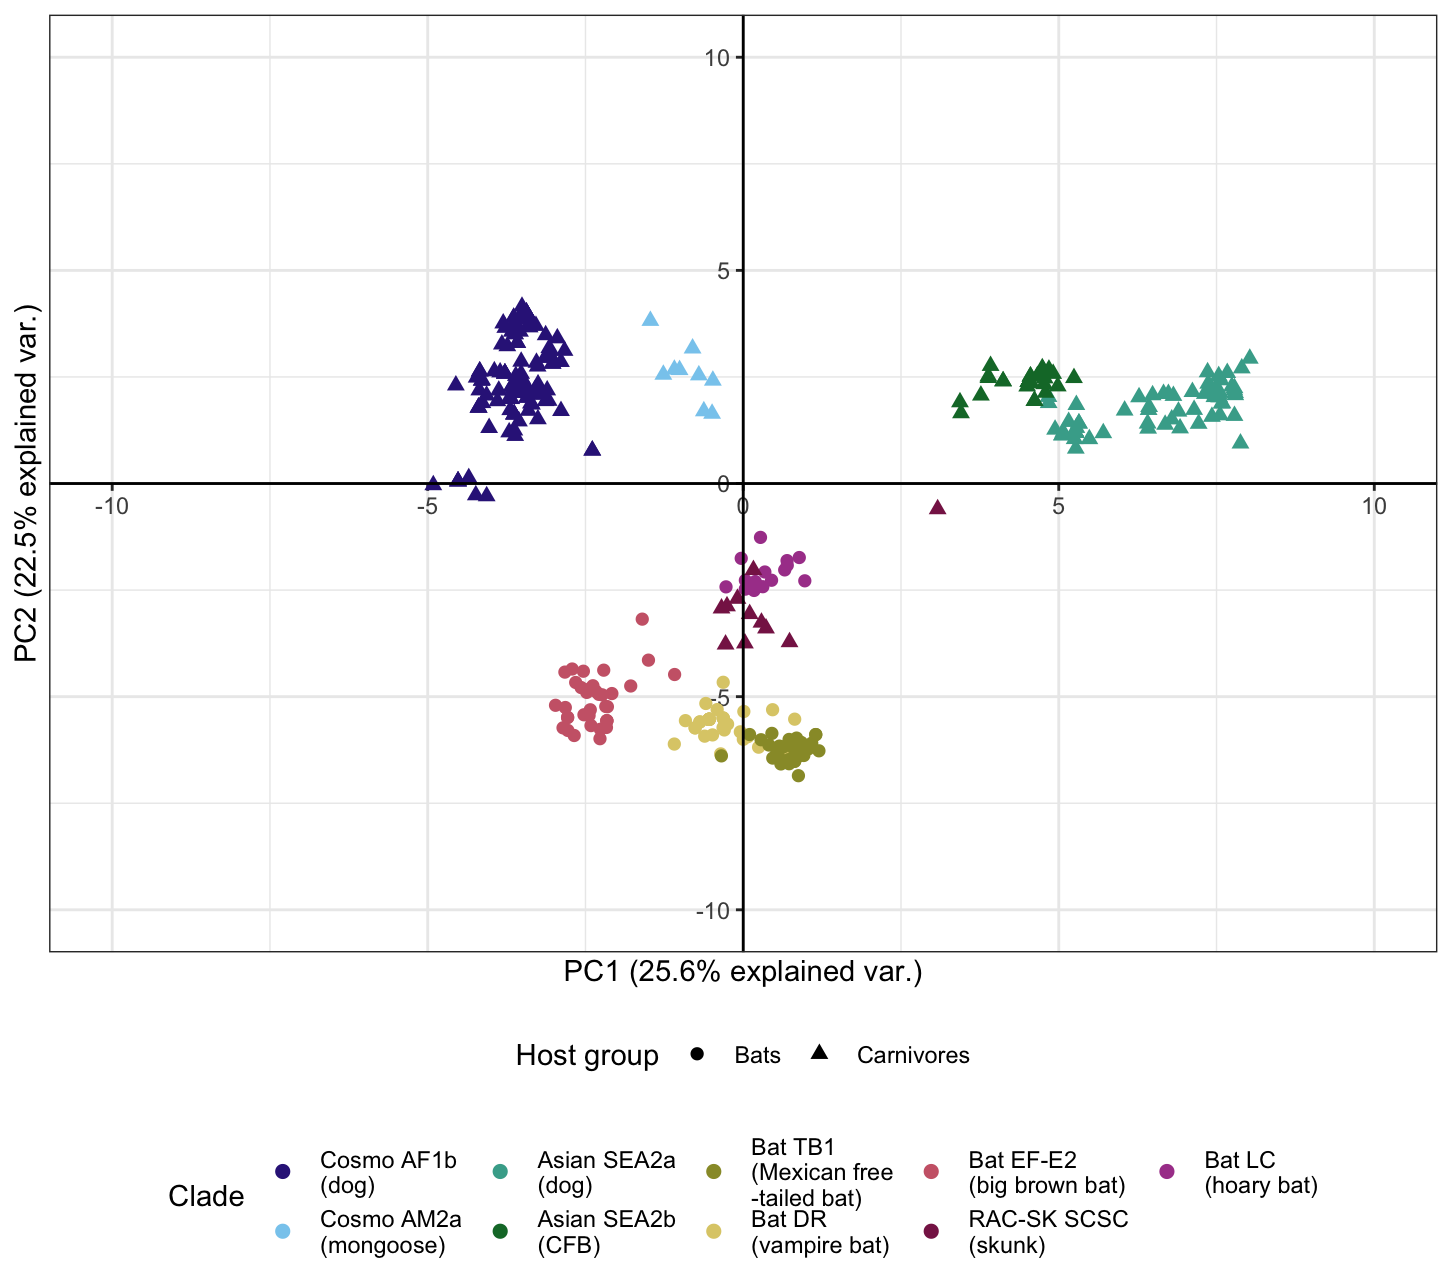 10
5
0
-5
-10
-10
-5
0
5
10
PC2 (22.5% explained var.)
PC1 (25.6% explained var.)
Host group
Bats
Carnivores
Clade
Cosmo AF1b
(dog)
Cosmo AM2a
(mongoose)
Asian SEA2a
(dog)
Asian SEA2b
(CFB)
Bat TB1
(Mexican free
-tailed bat)
Bat DR
(vampire bat)
Bat EF-E2
(big brown bat)
RAC-SK SCSC
(skunk)
Bat LC
(hoary bat)